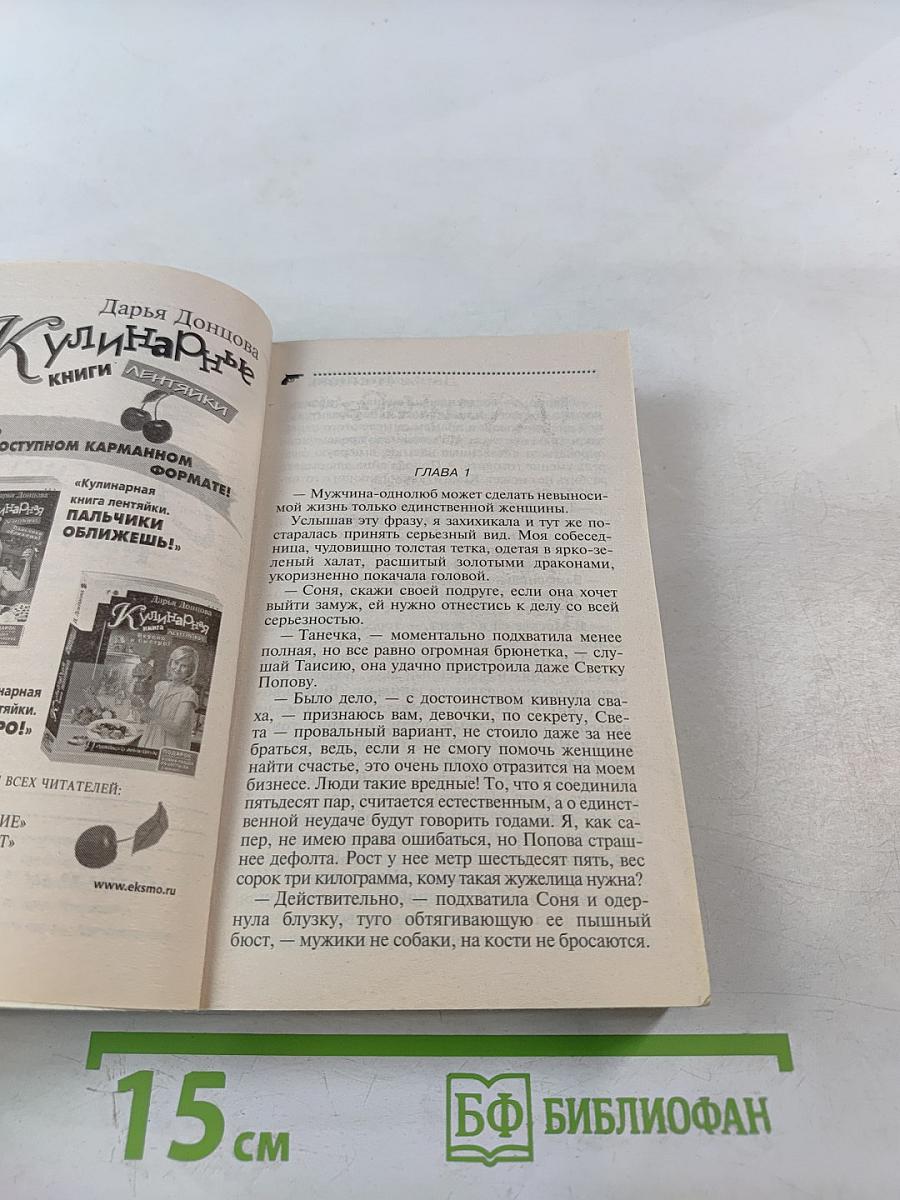 Дарья Донцова
Кулинарные
КНИГИ ЛЕНТЯЙКИ
ДОСТУПНОМ КАРМАННОМ
ФОРМАТЕ!
«Кулинарная
книга лентяйки.
ПАЛЬЧИКИ
ОБЛИЖЕШЬ!»
Дарья Донцова
Кулинарная
книга
ПОДАРОК
ВСЕХ ЧИТАТЕЛЕЙ:
www.eksmo.ru
ГЛАВА 1
— Мужчина-однолюб может сделать невыноси-
мой жизнь только единственной женщины.
Услышав эту фразу, я захихикала и тут же по-
старалась принять серьезный вид. Моя собесед-
ница, чудовищно толстая тетка, одетая в ярко-зе-
леный халат, расшитый золотыми драконами,
укоризненно покачала головой.
— Соня, скажи своей подруге, если она хочет
выйти замуж, ей нужно отнестись к делу со всей
серьезностью.
— Танечка, — моментально подхватила менее
полная, но все равно огромная брюнетка, — слу-
шай Таисию, она удачно пристроила даже Светку
Попову.
— Было дело, — с достоинством кивнула сва-
ха, — признаюсь вам, девочки, по секрету, Све-
та — провальный вариант, не стоило даже за нее
браться, ведь, если я не смогу помочь женщине
найти счастье, это очень плохо отразится на моем
бизнесе. Люди такие вредные! То, что я соединила
пятьдесят пар, считается естественным, а о единст-
венной неудаче будут говорить годами. Я, как са-
пер, не имею права ошибаться, но Попова страш-
нее дефолта. Рост у нее метр шестьдесят пять, вес
сорок три килограмма, кому такая жужелица нужна?
— Действительно, — подхватила Соня и одер-
нула блузку, туго обтягивающую ее пышный
бюст, — мужики не собаки, на кости не бросаются.
15 см
БФ БИБЛИОФАН